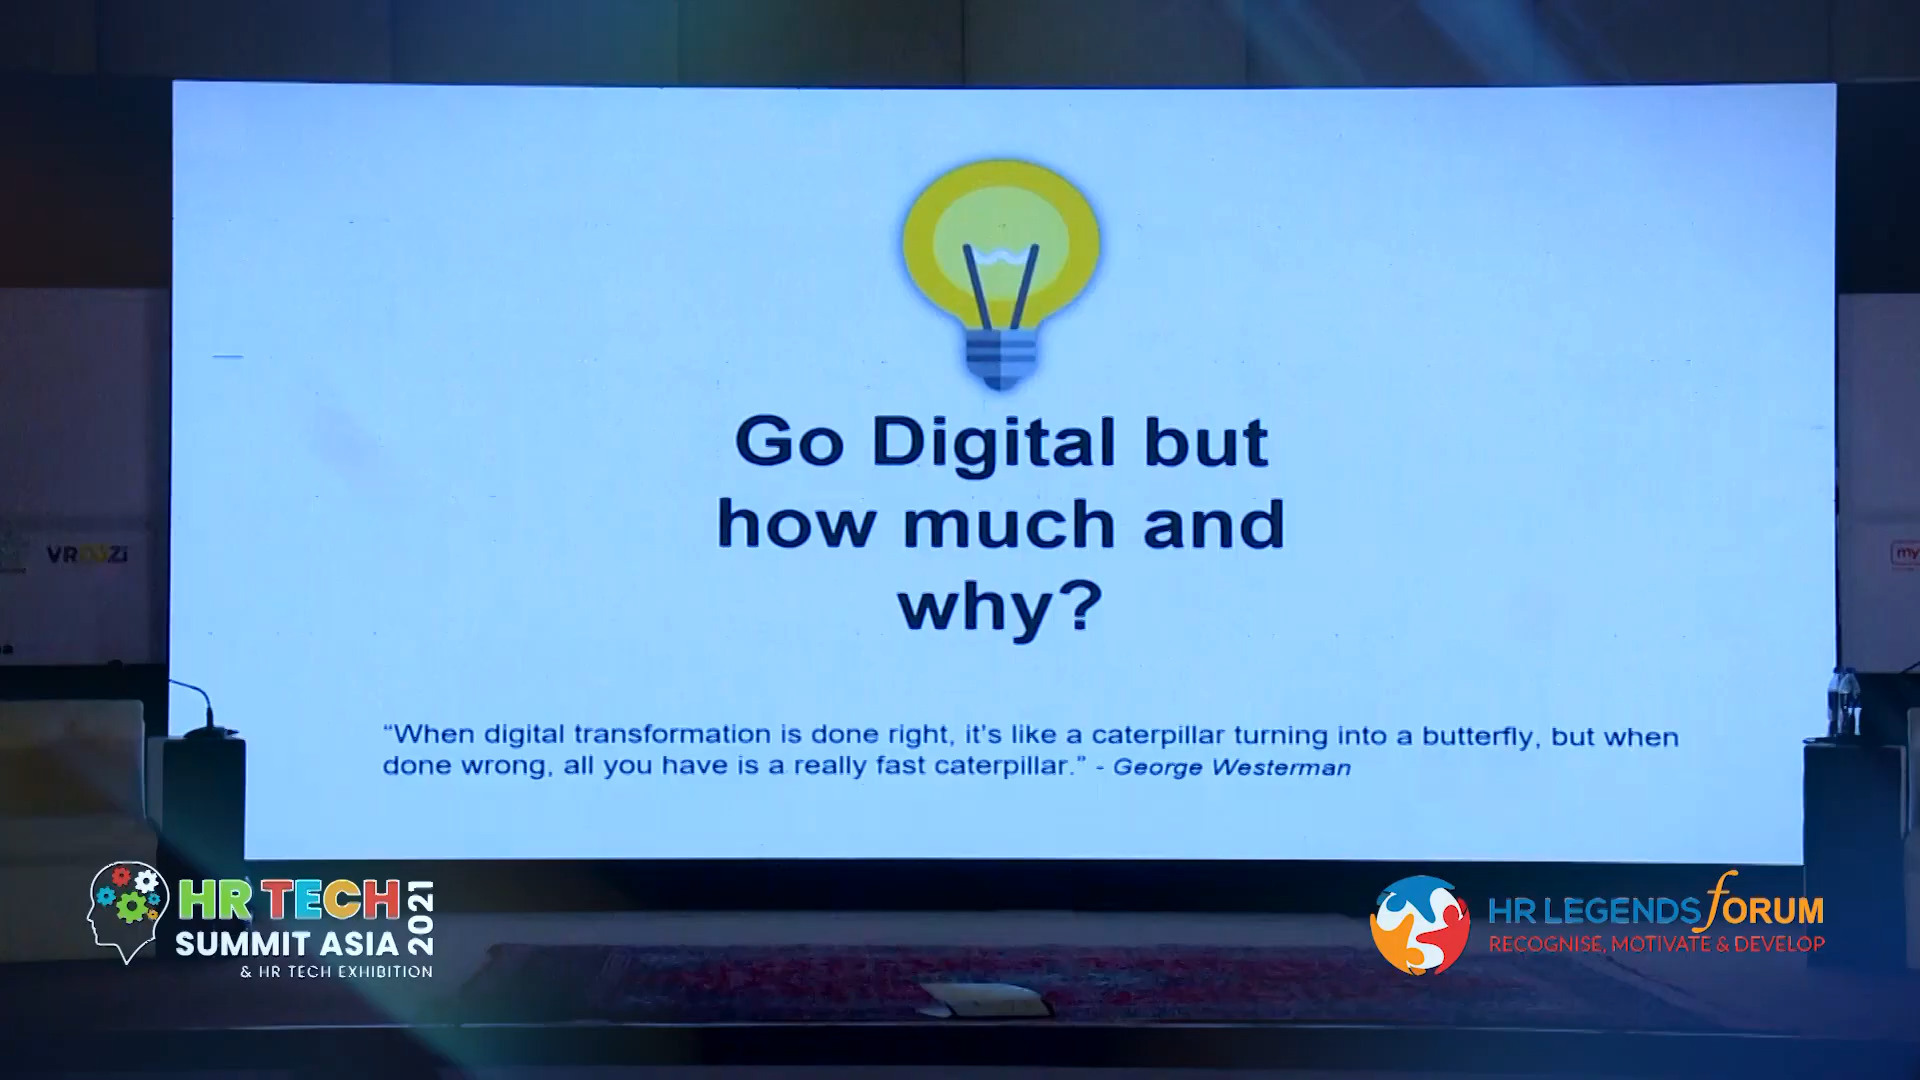 Go Digital but
how much and
why?
“When digital transformation is done right, it’s like a caterpillar turning into a butterfly, but when
done wrong, all you have is a really fast caterpillar.” - George Westerman
my
HR TECH
SUMMIT ASIA
2021
& HR TECH EXHIBITION
HR LEGENDS fORUM
RECOGNISE, MOTIVATE & DEVELOP